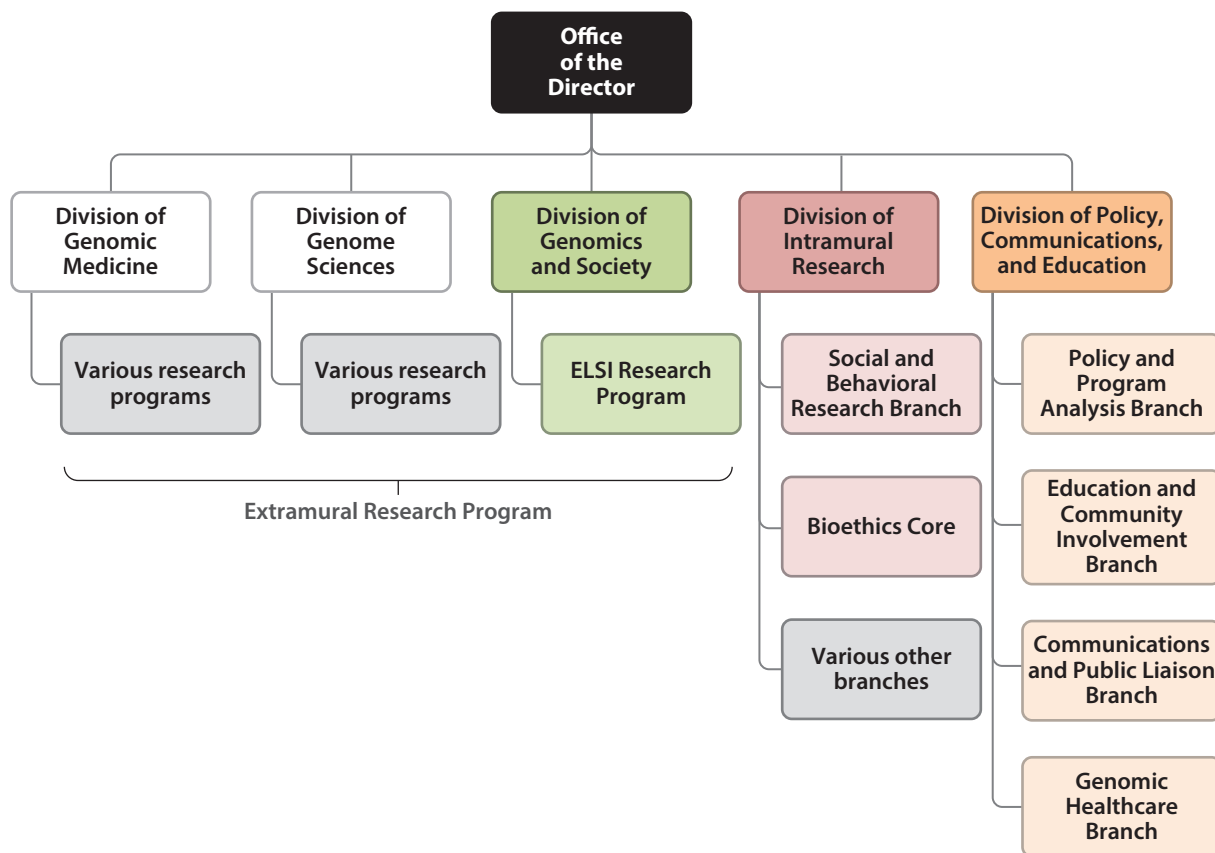 Office
of the
Director
Division of
Genomic
Medicine
Division of
Genome
Sciences
Division of
Genomics
and Society
Division of
Intramural
Research
Division of Policy,
Communications,
and Education
Various research
programs
Various research
programs
ELSI Research
Program
Social and
Behavioral
Research Branch
Policy and
Program
Analysis Branch
Extramural Research Program
Bioethics Core
Education and
Community
Involvement
Branch
Various other
branches
Communications
and Public Liaison
Branch
Genomic
Healthcare
Branch